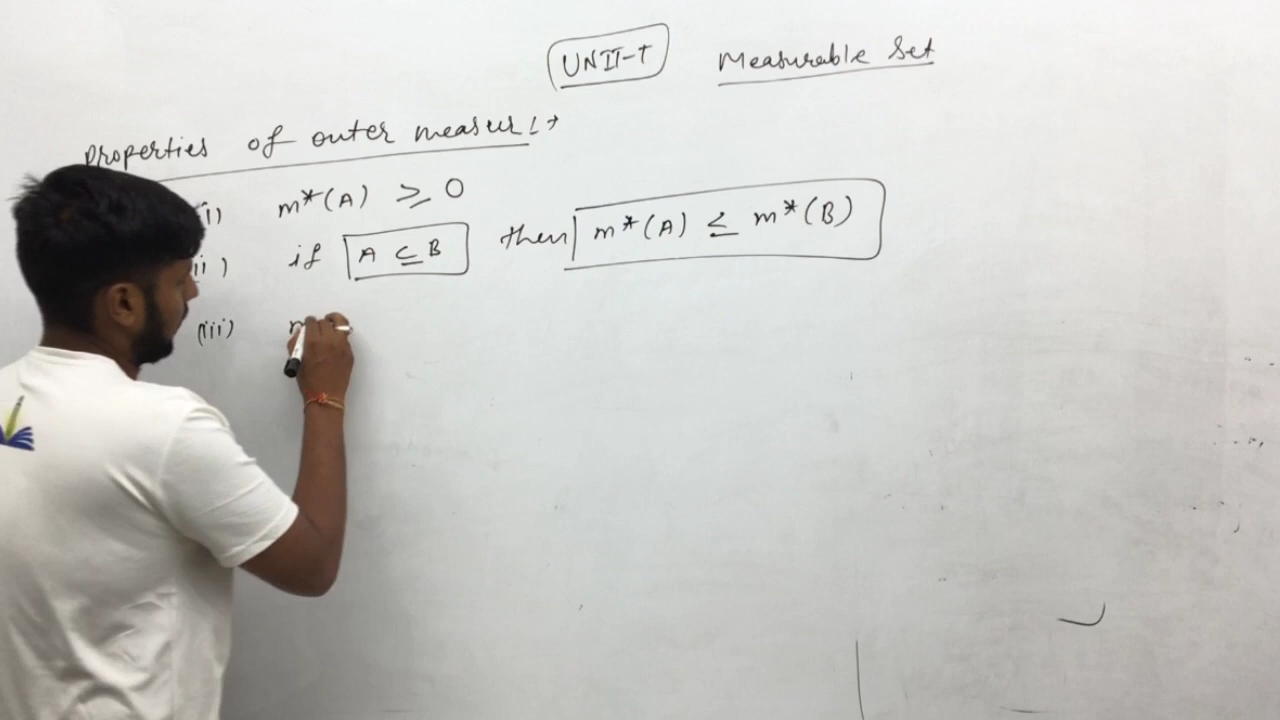 UNIT-I Measurable Set
Properties of outer measure :→
(i) m*(A) ≥ 0
(ii) if A ⊆ B then m*(A) ≤ m*(B)
(iii) m